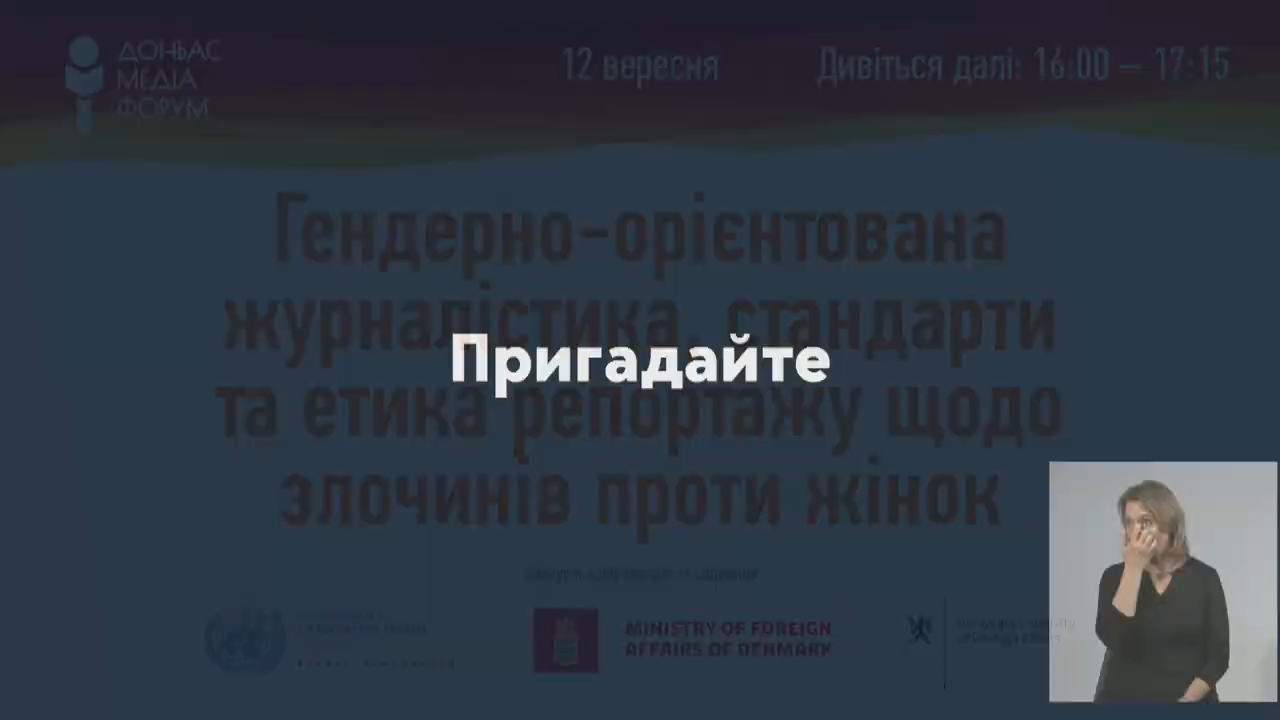 ДОНБАС
МЕДІА
ФОРУМ
12 вересня
Дивіться далі: 16:00 – 17:15
Гендерно-орієнтована
журналістика, стандарти
Пригадайте
та етика репортажу щодо
злочинів проти жінок
MINISTRY OF FOREIGN
AFFAIRS OF DENMARK